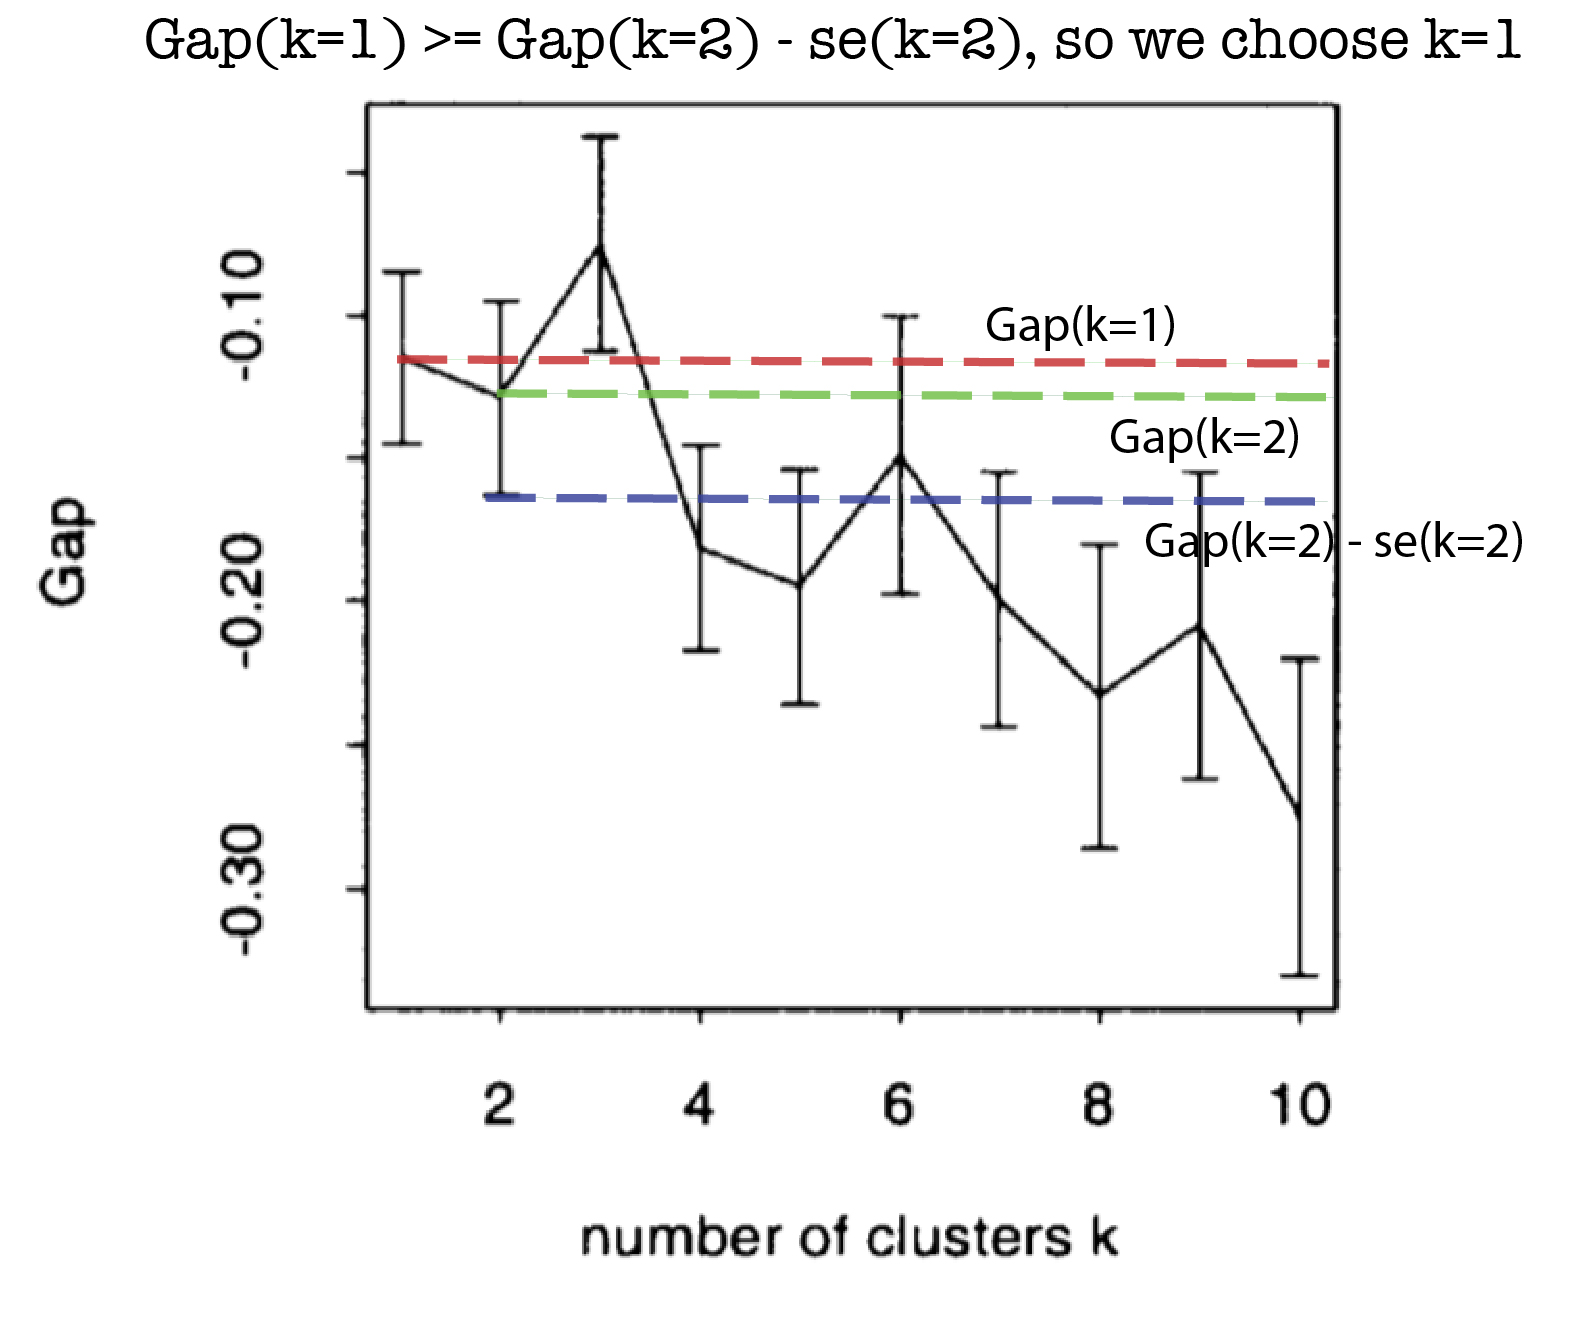 Gap(k=1) >= Gap(k=2) - se(k=2), so we choose k=1
Gap
-0.10
-0.20
-0.30
Gap(k=1)
Gap(k=2)
Gap(k=2) - se(k=2)
2 4 6 8 10
number of clusters k